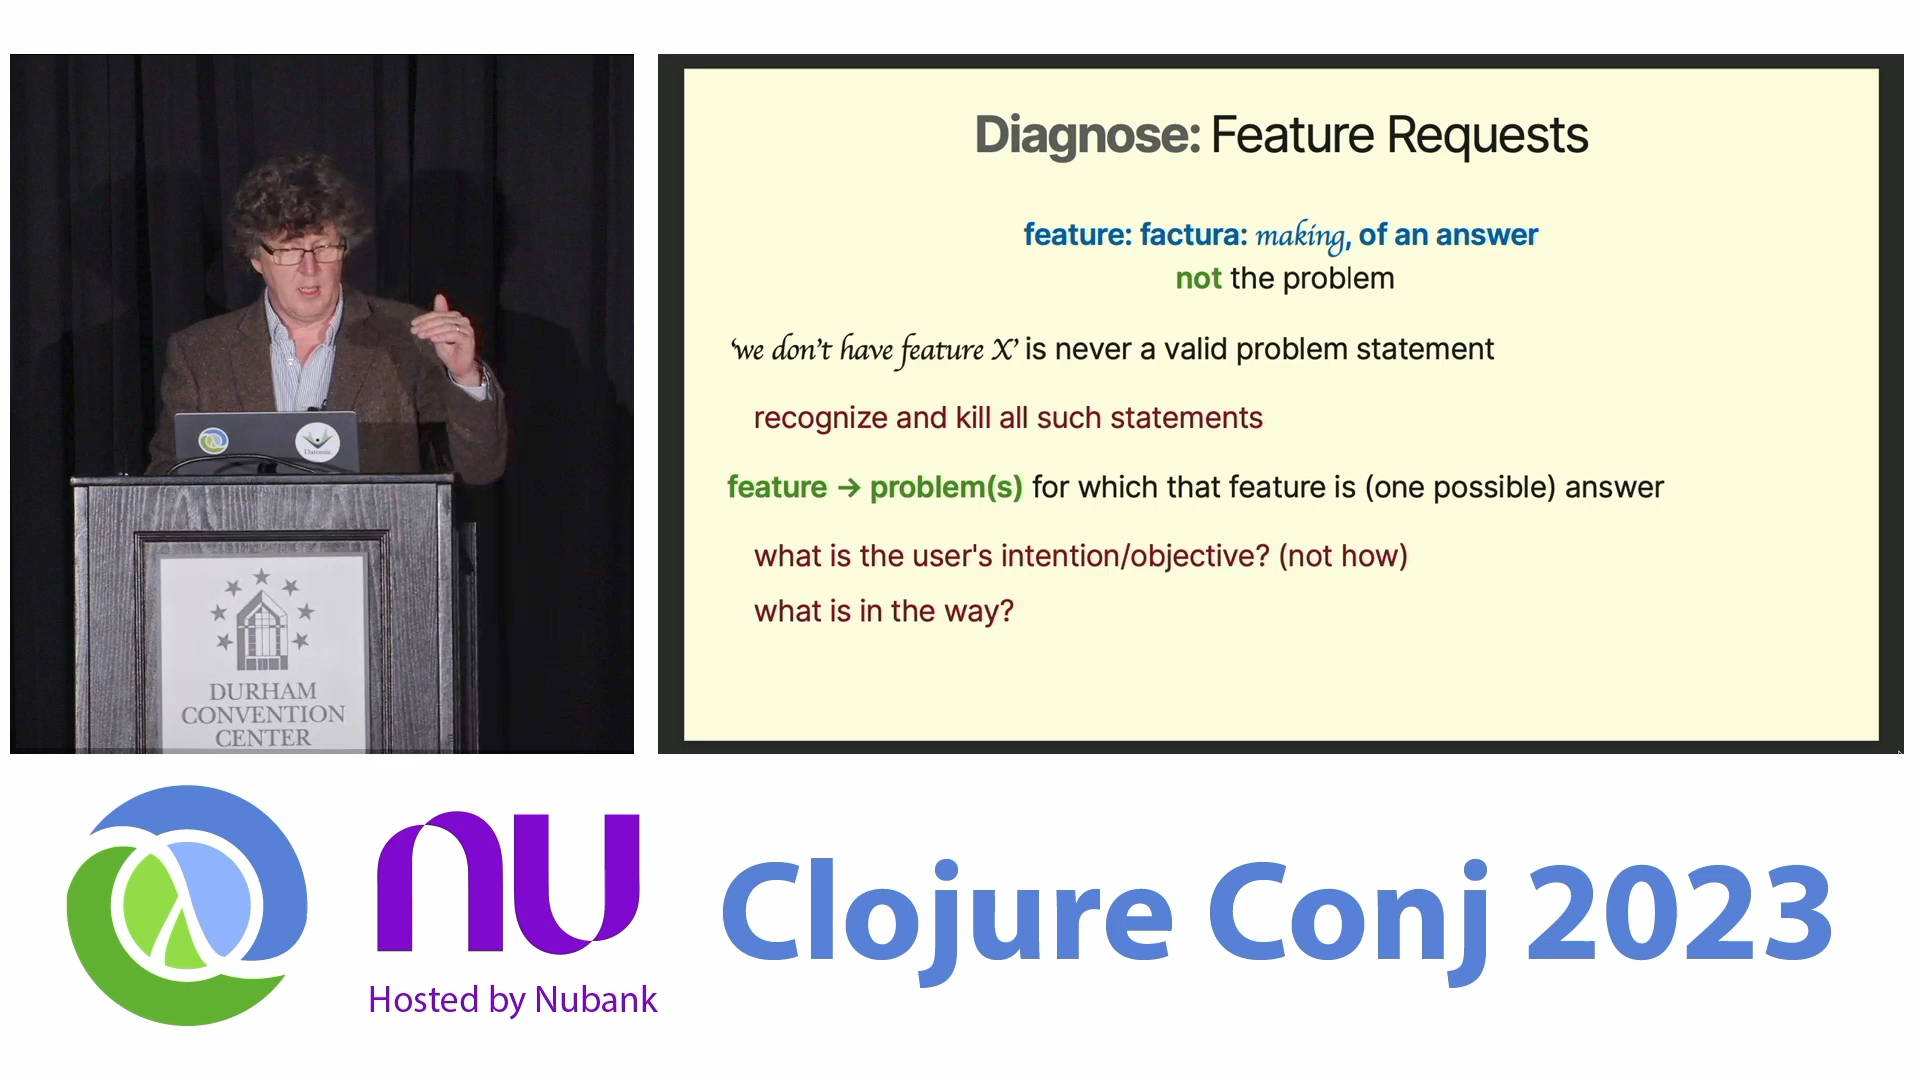 Diagnose: Feature Requests
feature: factura: making, of an answer
not the problem
‘we don’t have feature X’ is never a valid problem statement
recognize and kill all such statements
feature → problem(s) for which that feature is (one possible) answer
what is the user's intention/objective? (not how)
what is in the way?
Datomic
DURHAM
CONVENTION
CENTER
nu
Hosted by Nubank
Clojure Conj 2023